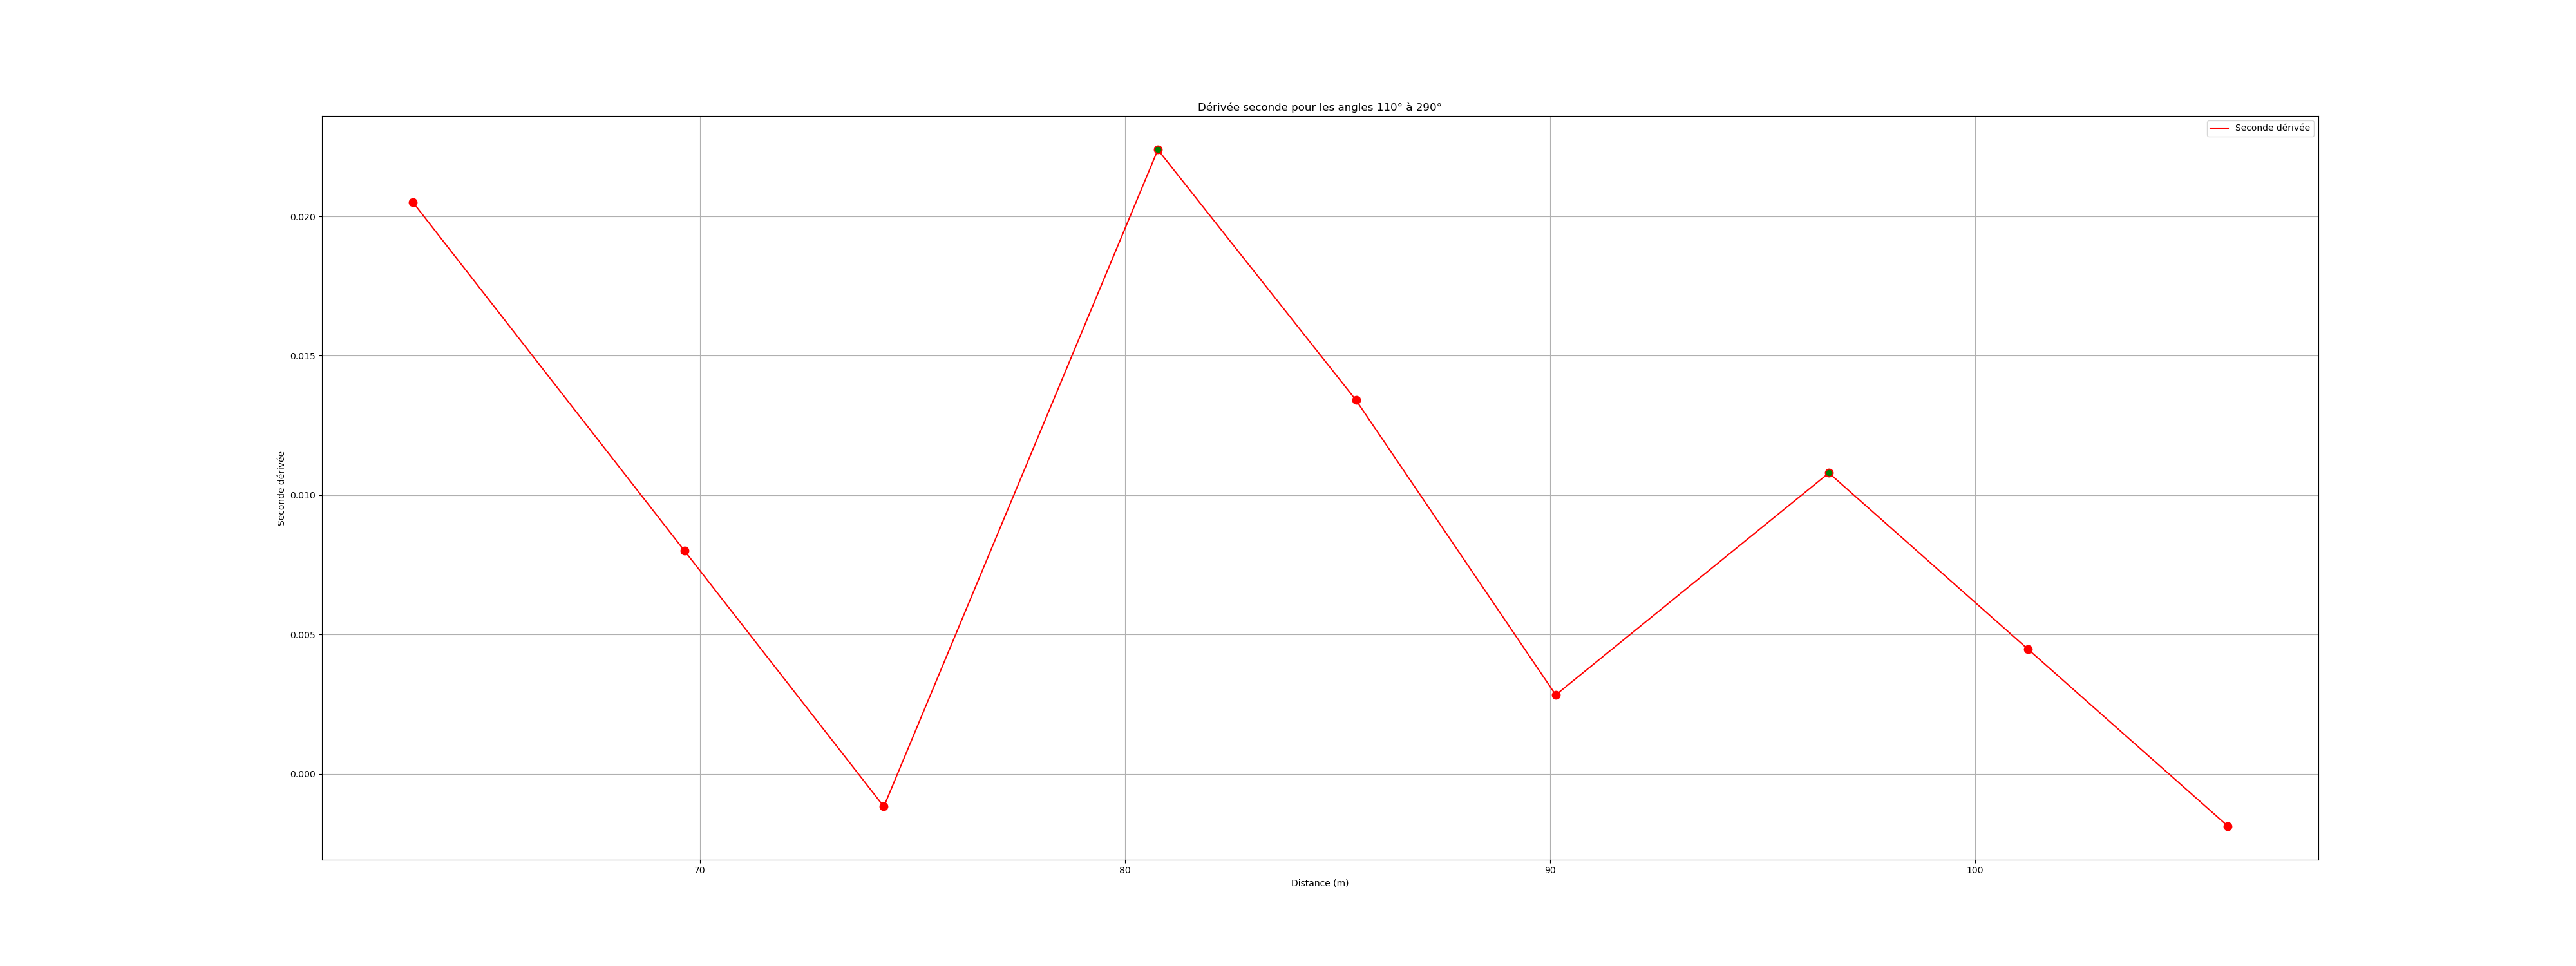 Dérivée seconde pour les angles 110° à 290°
Seconde dérivée
0.020
0.015
0.010
0.005
0.000
Seconde dérivée
70
80
90
100
Distance (m)